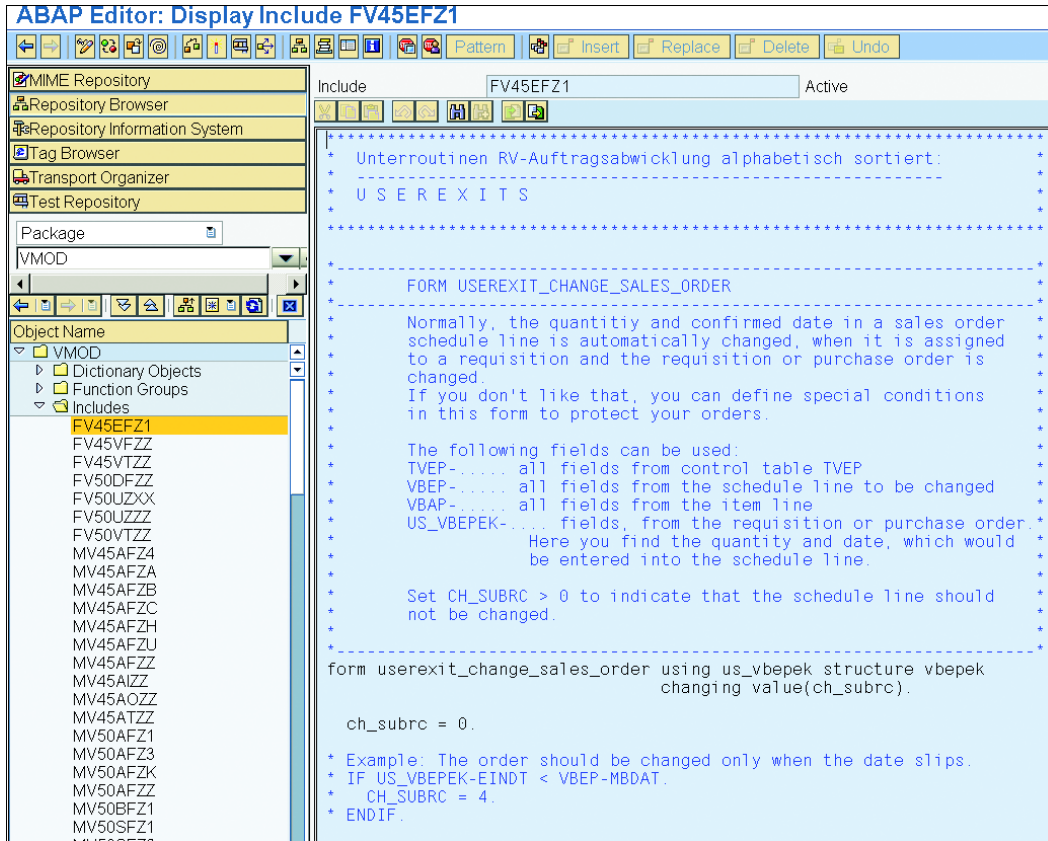 ABAP Editor: Display Include FV45EFZ1
Pattern Insert Replace Delete Undo
MIME Repository
Repository Browser
Repository Information System
Tag Browser
Transport Organizer
Test Repository
Package
VMOD
Object Name
VMOD
Dictionary Objects
Function Groups
Includes
FV45EFZ1
FV45VFZZ
FV45VTZZ
FV50DFZZ
FV50UZXX
FV50UZZZ
FV50VTZZ
MV45AFZ4
MV45AFZA
MV45AFZB
MV45AFZC
MV45AFZH
MV45AFZU
MV45AFZZ
MV45AIZZ
MV45AOZZ
MV45ATZZ
MV50AFZ1
MV50AFZ3
MV50AFZK
MV50AFZZ
MV50BFZ1
MV50SFZ1
Include FV45EFZ1 Active
***********************************************************************
* Unterroutinen RV-Auftragsabwicklung alphabetisch sortiert: *
* ----------------------------------------------------------- *
* U S E R E X I T S *
* *
***********************************************************************
*---------------------------------------------------------------------*
* FORM USEREXIT_CHANGE_SALES_ORDER *
*---------------------------------------------------------------------*
* Normally, the quantitiy and confirmed date in a sales order *
* schedule line is automatically changed, when it is assigned *
* to a requisition and the requisition or purchase order is *
* changed. *
* If you don't like that, you can define special conditions *
* in this form to protect your orders. *
* *
* The following fields can be used: *
* TVEP-..... all fields from control table TVEP *
* VBEP-..... all fields from the schedule line to be changed *
* VBAP-..... all fields from the item line *
* US_VBEPEK-.... fields, from the requisition or purchase order.*
* Here you find the quantity and date, which would *
* be entered into the schedule line. *
* *
* Set CH_SUBRC > 0 to indicate that the schedule line should *
* not be changed. *
* *
*---------------------------------------------------------------------*
form userexit_change_sales_order using us_vbepek structure vbepek
changing value(ch_subrc).
ch_subrc = 0.
* Example: The order should be changed only when the date slips.
* IF US_VBEPEK-EINDT < VBEP-MBDAT.
* CH_SUBRC = 4.
* ENDIF.